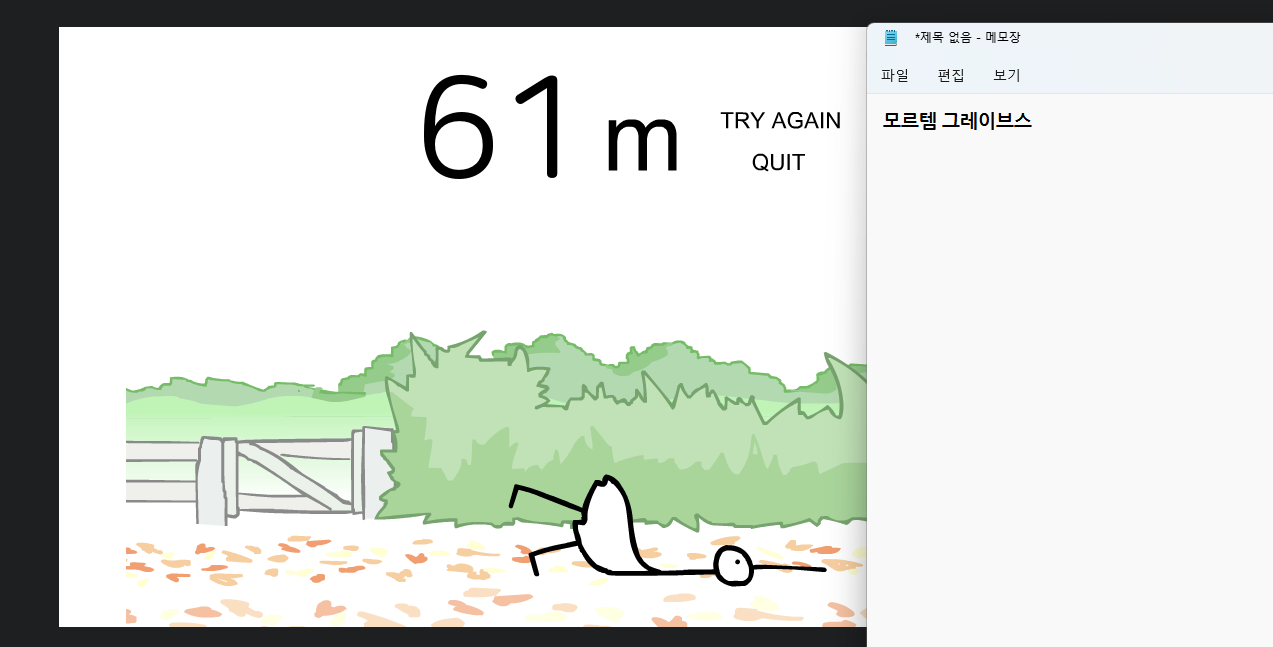 61 m
TRY AGAIN
QUIT
*제목 없음 - 메모장
파일 편집 보기
모르템 그레이브스